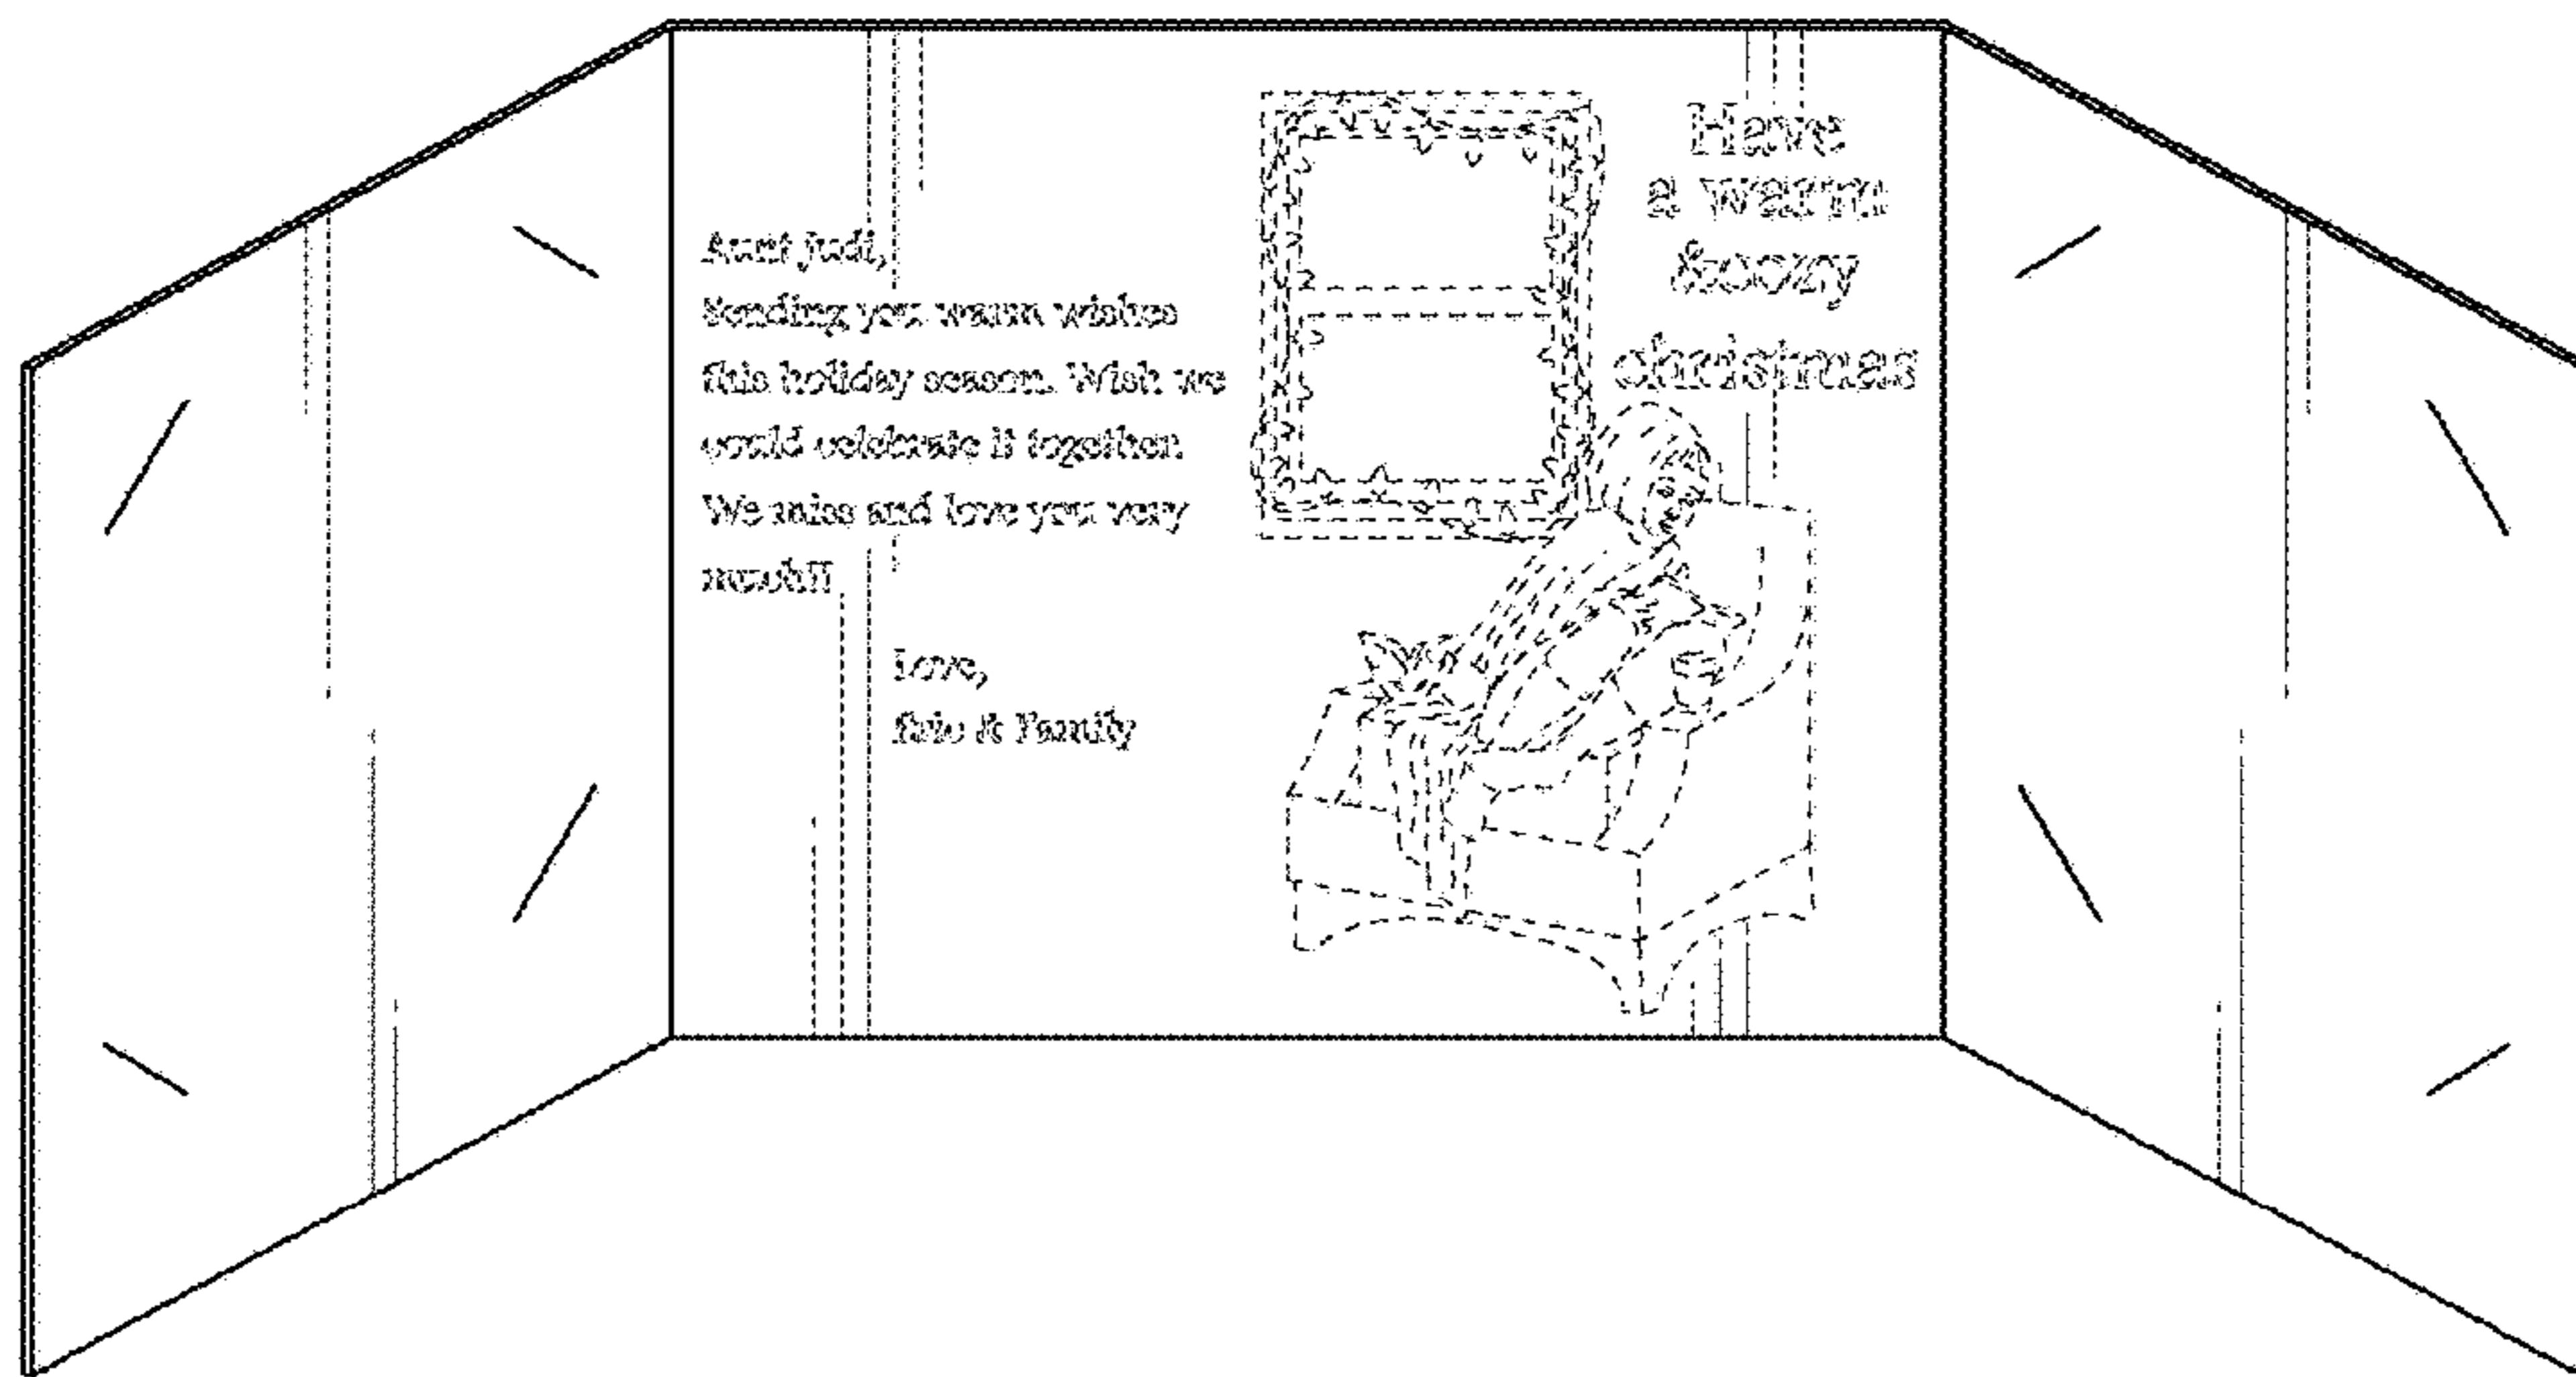 Aunt Judi,
Sending you warm wishes
this holiday season. Wish we
could celebrate it together.
We miss and love you very
much!!
Love,
& Family
Have
a warm
&cozy
christmas